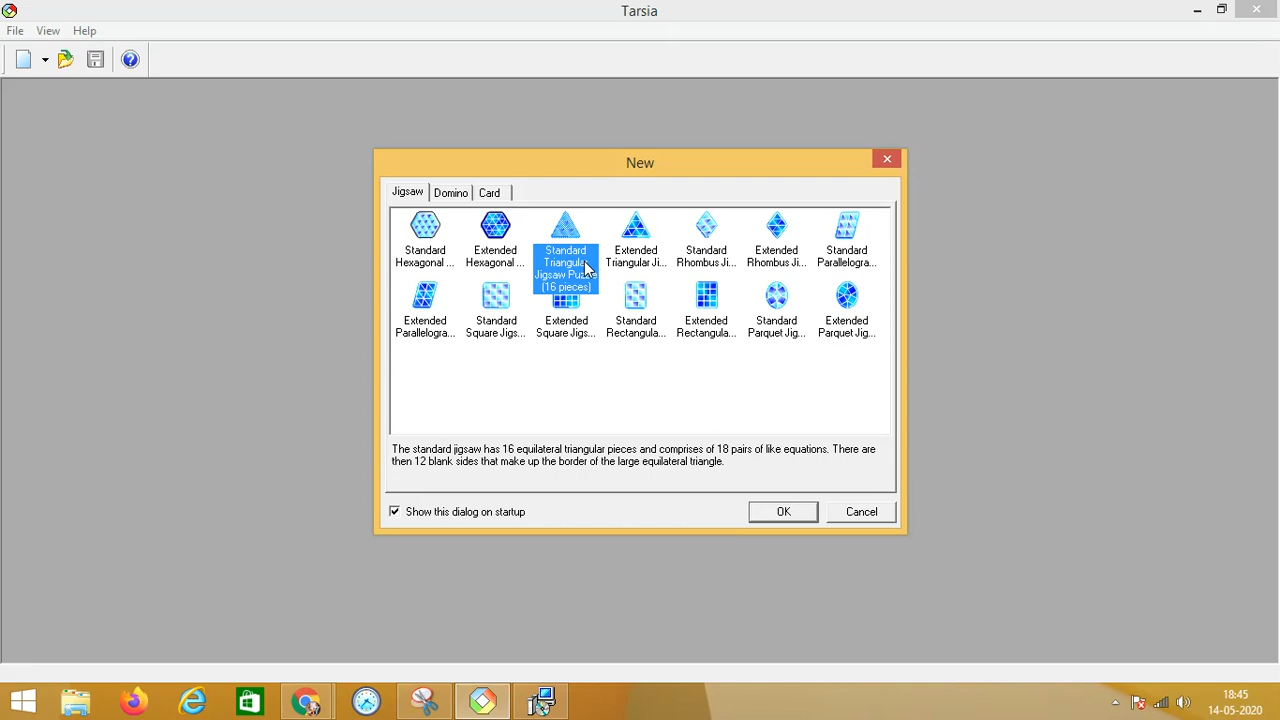 Tarsia
File View Help
New
Jigsaw Domino Card
Standard Hexagonal ...
Extended Hexagonal ...
Standard Triangular Jigsaw Puzzle (16 pieces)
Extended Triangular Ji...
Standard Rhombus Ji...
Extended Rhombus Ji...
Standard Parallelogra...
Extended Parallelogra...
Standard Square Jigs...
Extended Square Jigs...
Standard Rectangula...
Extended Rectangula...
Standard Parquet Jig...
Extended Parquet Jig...
The standard jigsaw has 16 equilateral triangular pieces and comprises of 18 pairs of like equations. There are
then 12 blank sides that make up the border of the large equilateral triangle.
Show this dialog on startup
OK Cancel
18:45
14-05-2020